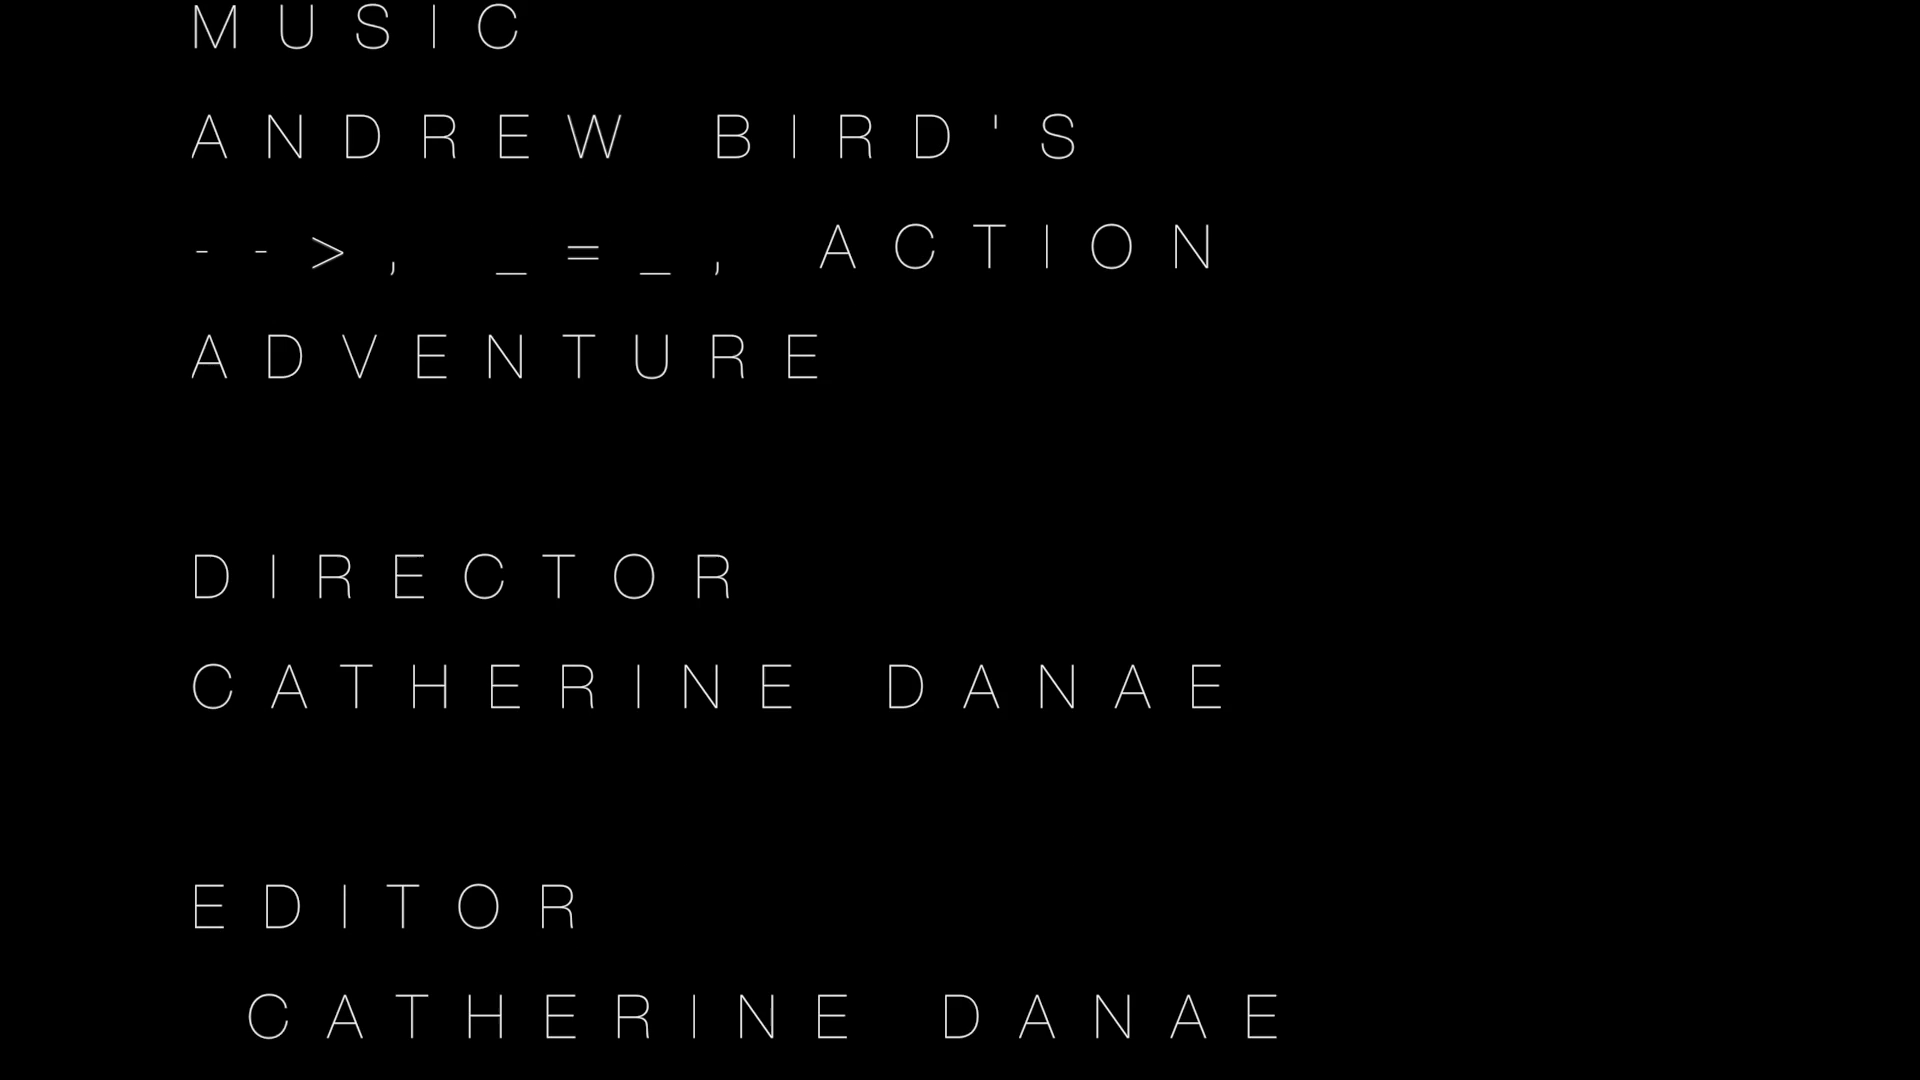 MUSIC
ANDREW BIRD'S
-->, _=_, ACTION
ADVENTURE
DIRECTOR
CATHERINE DANAE
EDITOR
CATHERINE DANAE